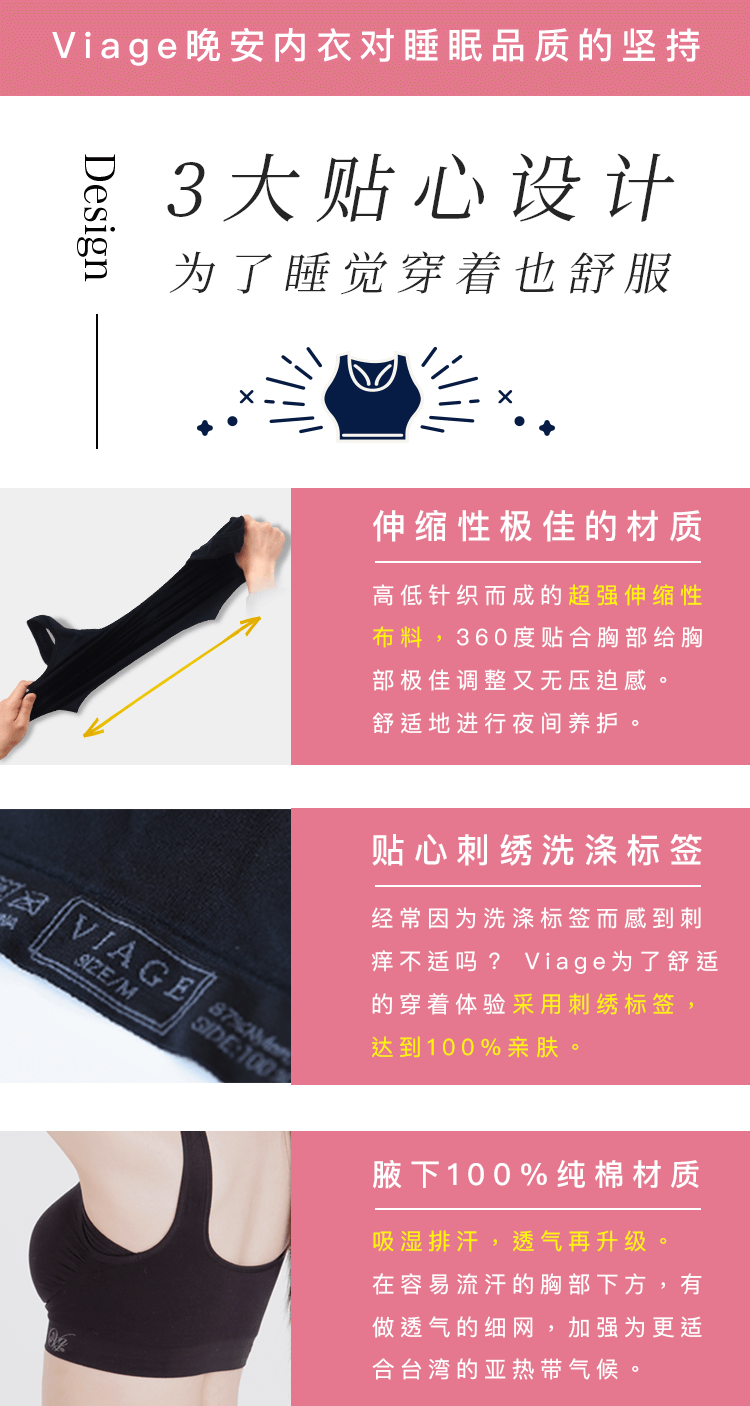 Viage晚安内衣对睡眠品质的坚持
Design
3大贴心设计
为了睡觉穿着也舒服
伸缩性极佳的材质
高低针织而成的超强伸缩性
布料，360度贴合胸部给胸
部极佳调整又无压迫感。
舒适地进行夜间养护。
贴心刺绣洗涤标签
经常因为洗涤标签而感到刺
痒不适吗？ Viage为了舒适
的穿着体验采用刺绣标签，
达到100%亲肤。
VIAGE
SIZE/M
腋下100%纯棉材质
吸湿排汗，透气再升级。
在容易流汗的胸部下方，有
做透气的细网，加强为更适
合台湾的亚热带气候。